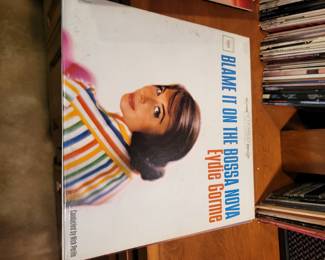 BLAME IT ON THE BOSSA NOVA
Eydie Gorme
Conducted by Nick Perito